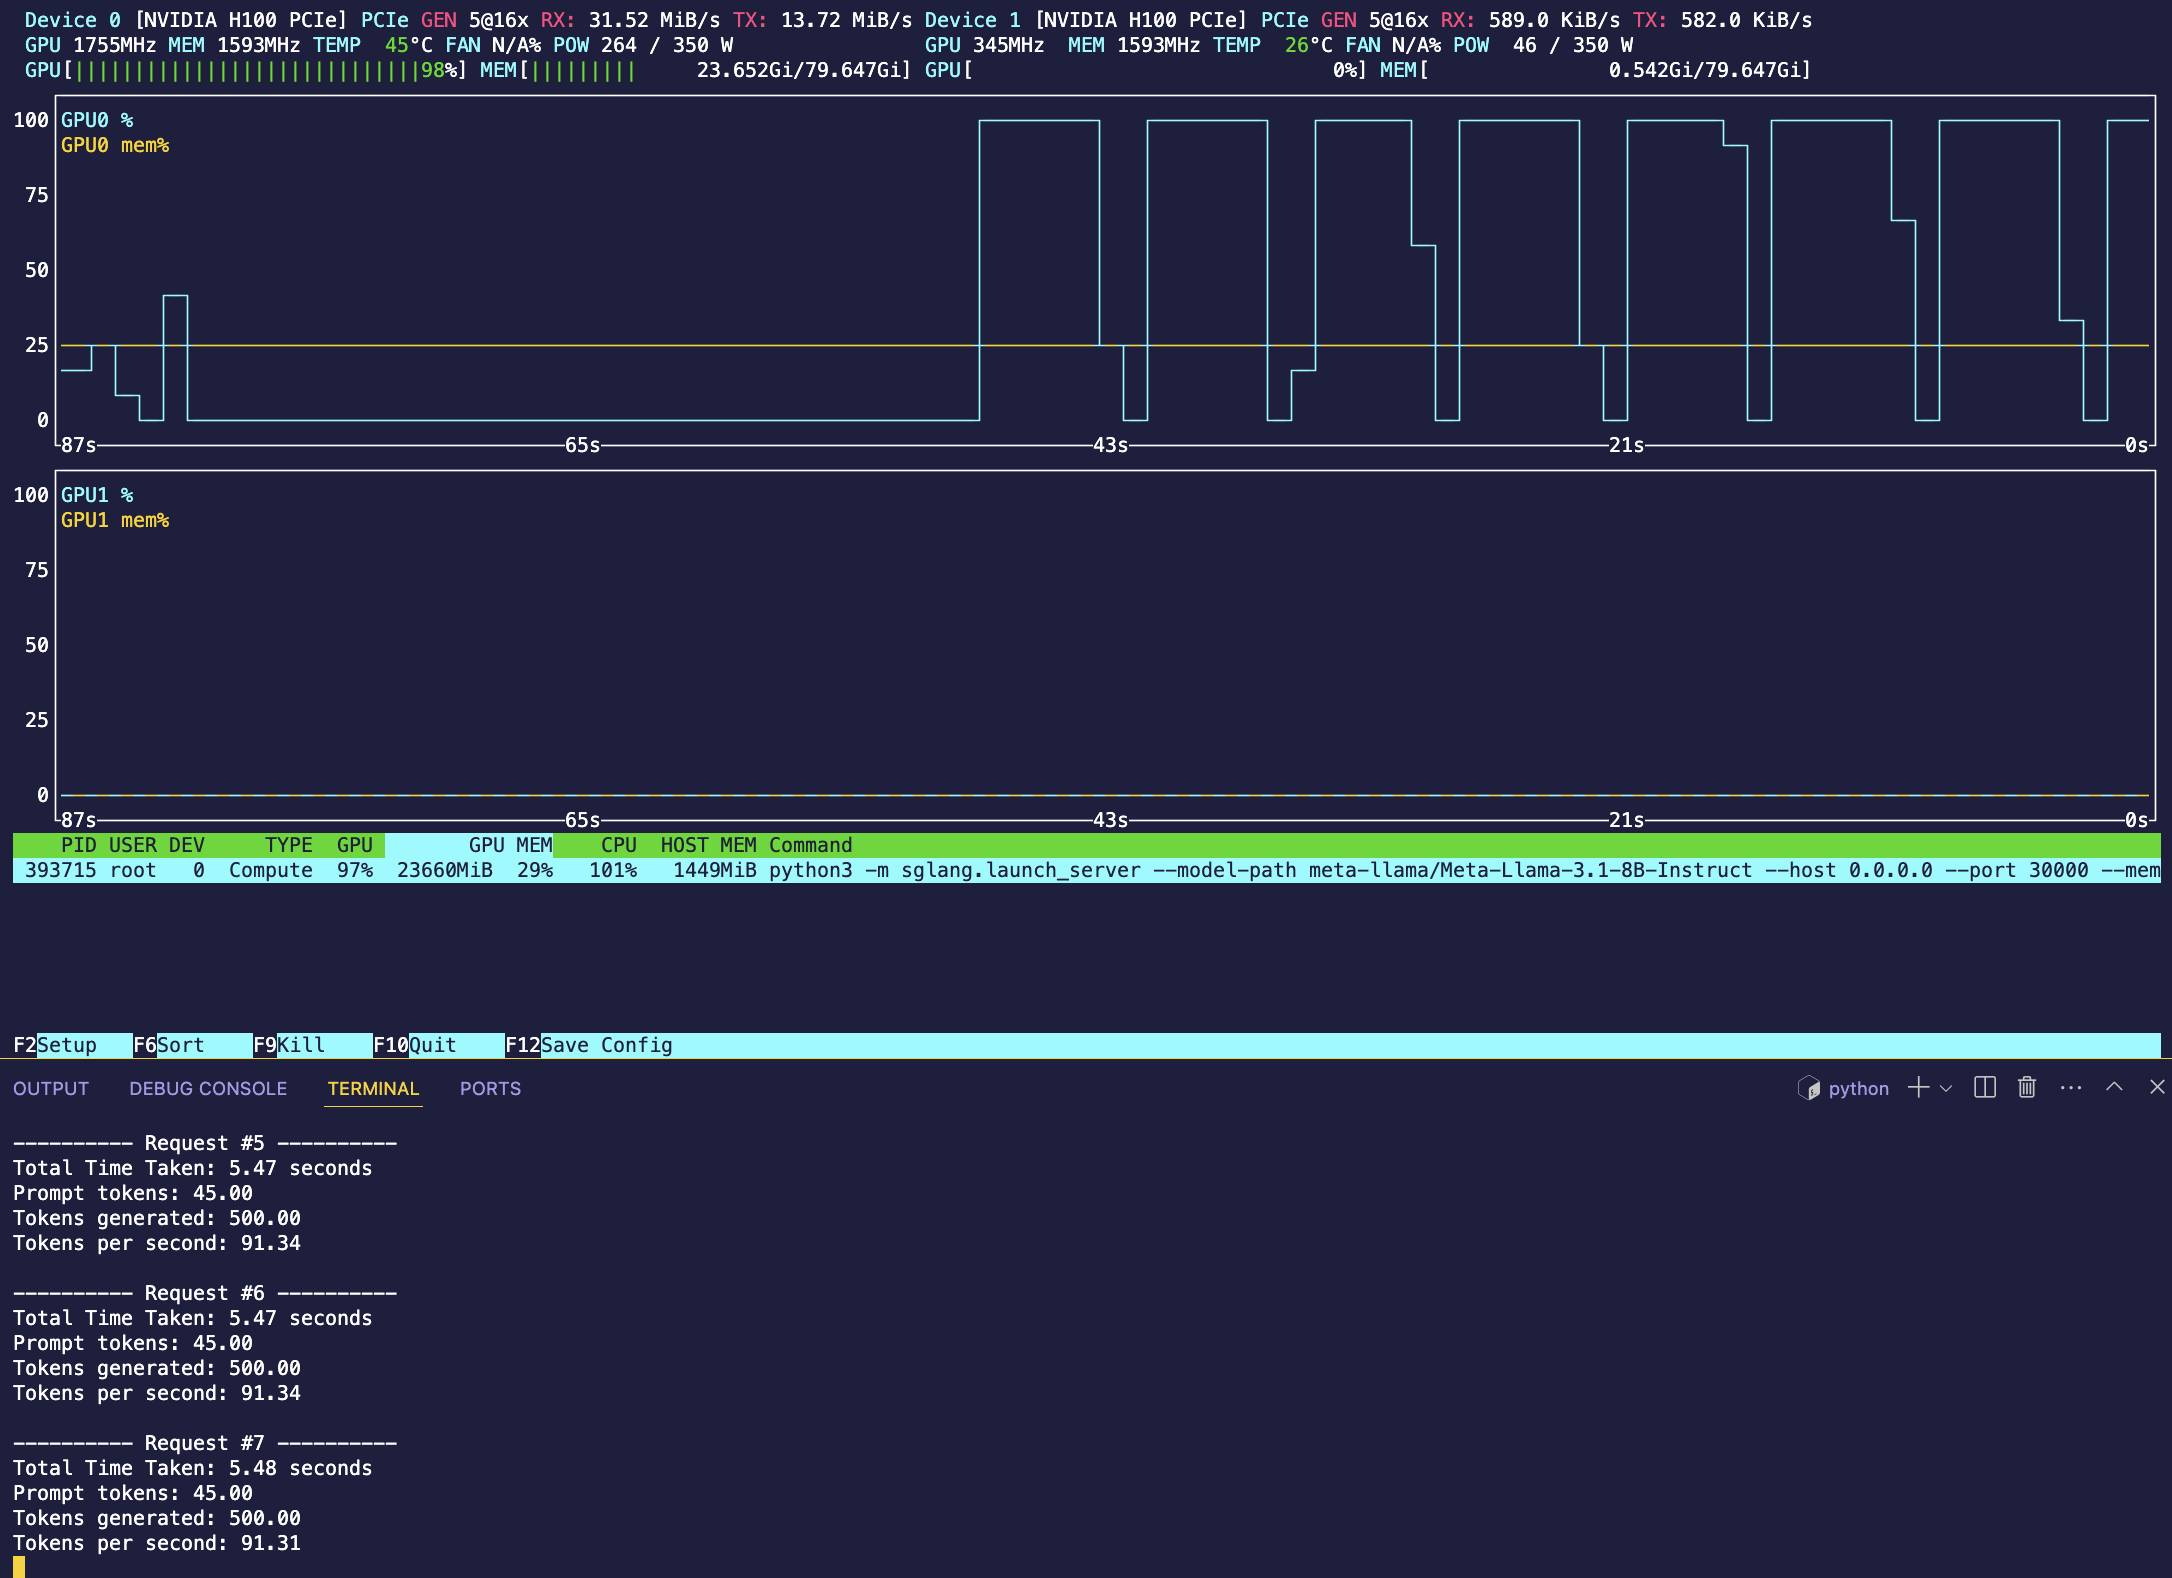 Device 0 [NVIDIA H100 PCIe] PCIe GEN 5@16x RX: 31.52 MiB/s TX: 13.72 MiB/s Device 1 [NVIDIA H100 PCIe] PCIe GEN 5@16x RX: 589.0 KiB/s TX: 582.0 KiB/s
GPU 1755MHz MEM 1593MHz TEMP 45°C FAN N/A% POW 264 / 350 W GPU 345MHz MEM 1593MHz TEMP 26°C FAN N/A% POW 46 / 350 W
GPU[|||||||||||||||||||||||||||||98%] MEM[||||||||| 23.652Gi/79.647Gi] GPU[ 0%] MEM[ 0.542Gi/79.647Gi]
100 GPU0 %
GPU0 mem%
75
50
25
0
87s 65s 43s 21s 0s
100 GPU1 %
GPU1 mem%
75
50
25
0
87s 65s 43s 21s 0s
PID USER DEV TYPE GPU GPU MEM CPU HOST MEM Command
393715 root 0 Compute 97% 23660MiB 29% 101% 1449MiB python3 -m sglang.launch_server --model-path meta-llama/Meta-Llama-3.1-8B-Instruct --host 0.0.0.0 --port 30000 --mem
F2Setup F6Sort F9Kill F10Quit F12Save Config
OUTPUT DEBUG CONSOLE TERMINAL PORTS python
---------- Request #5 ----------
Total Time Taken: 5.47 seconds
Prompt tokens: 45.00
Tokens generated: 500.00
Tokens per second: 91.34
---------- Request #6 ----------
Total Time Taken: 5.47 seconds
Prompt tokens: 45.00
Tokens generated: 500.00
Tokens per second: 91.34
---------- Request #7 ----------
Total Time Taken: 5.48 seconds
Prompt tokens: 45.00
Tokens generated: 500.00
Tokens per second: 91.31